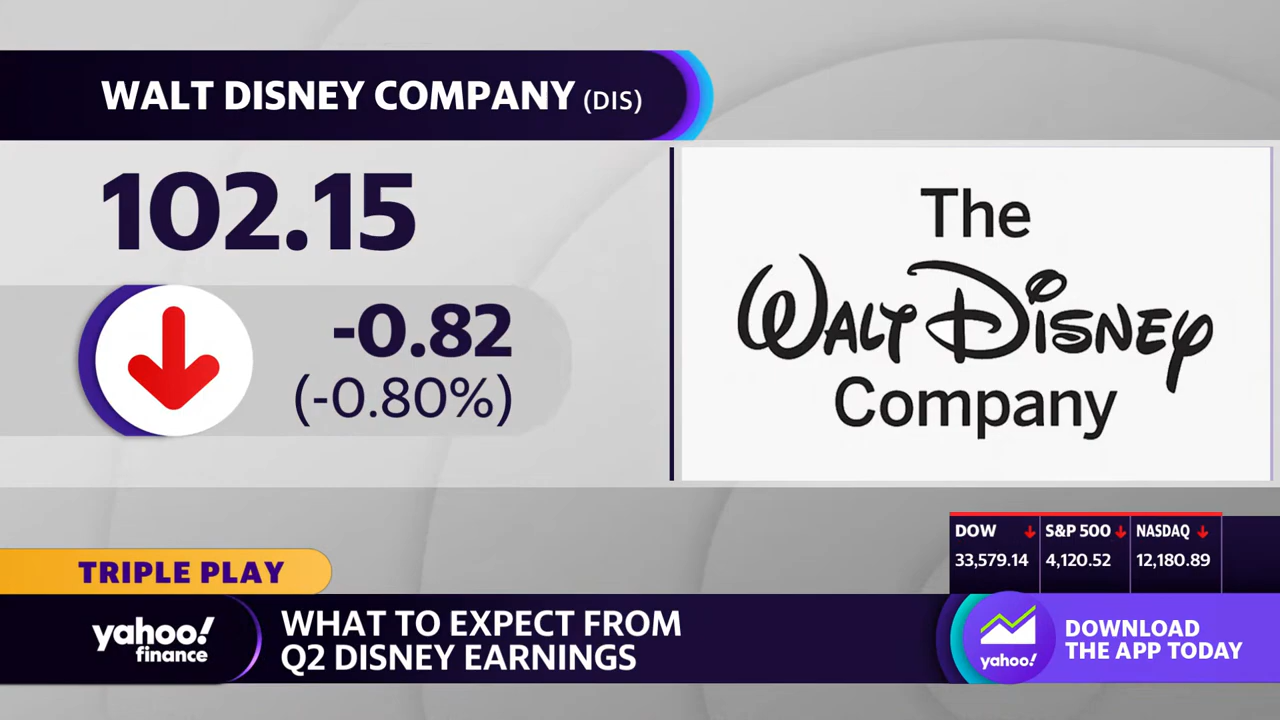 WALT DISNEY COMPANY (DIS)
102.15
-0.82
(-0.80%)
The
WALT DISNEY
Company
DOW
33,579.14
S&P 500
4,120.52
NASDAQ
12,180.89
TRIPLE PLAY
yahoo!
finance
WHAT TO EXPECT FROM
Q2 DISNEY EARNINGS
yahoo!
DOWNLOAD
THE APP TODAY